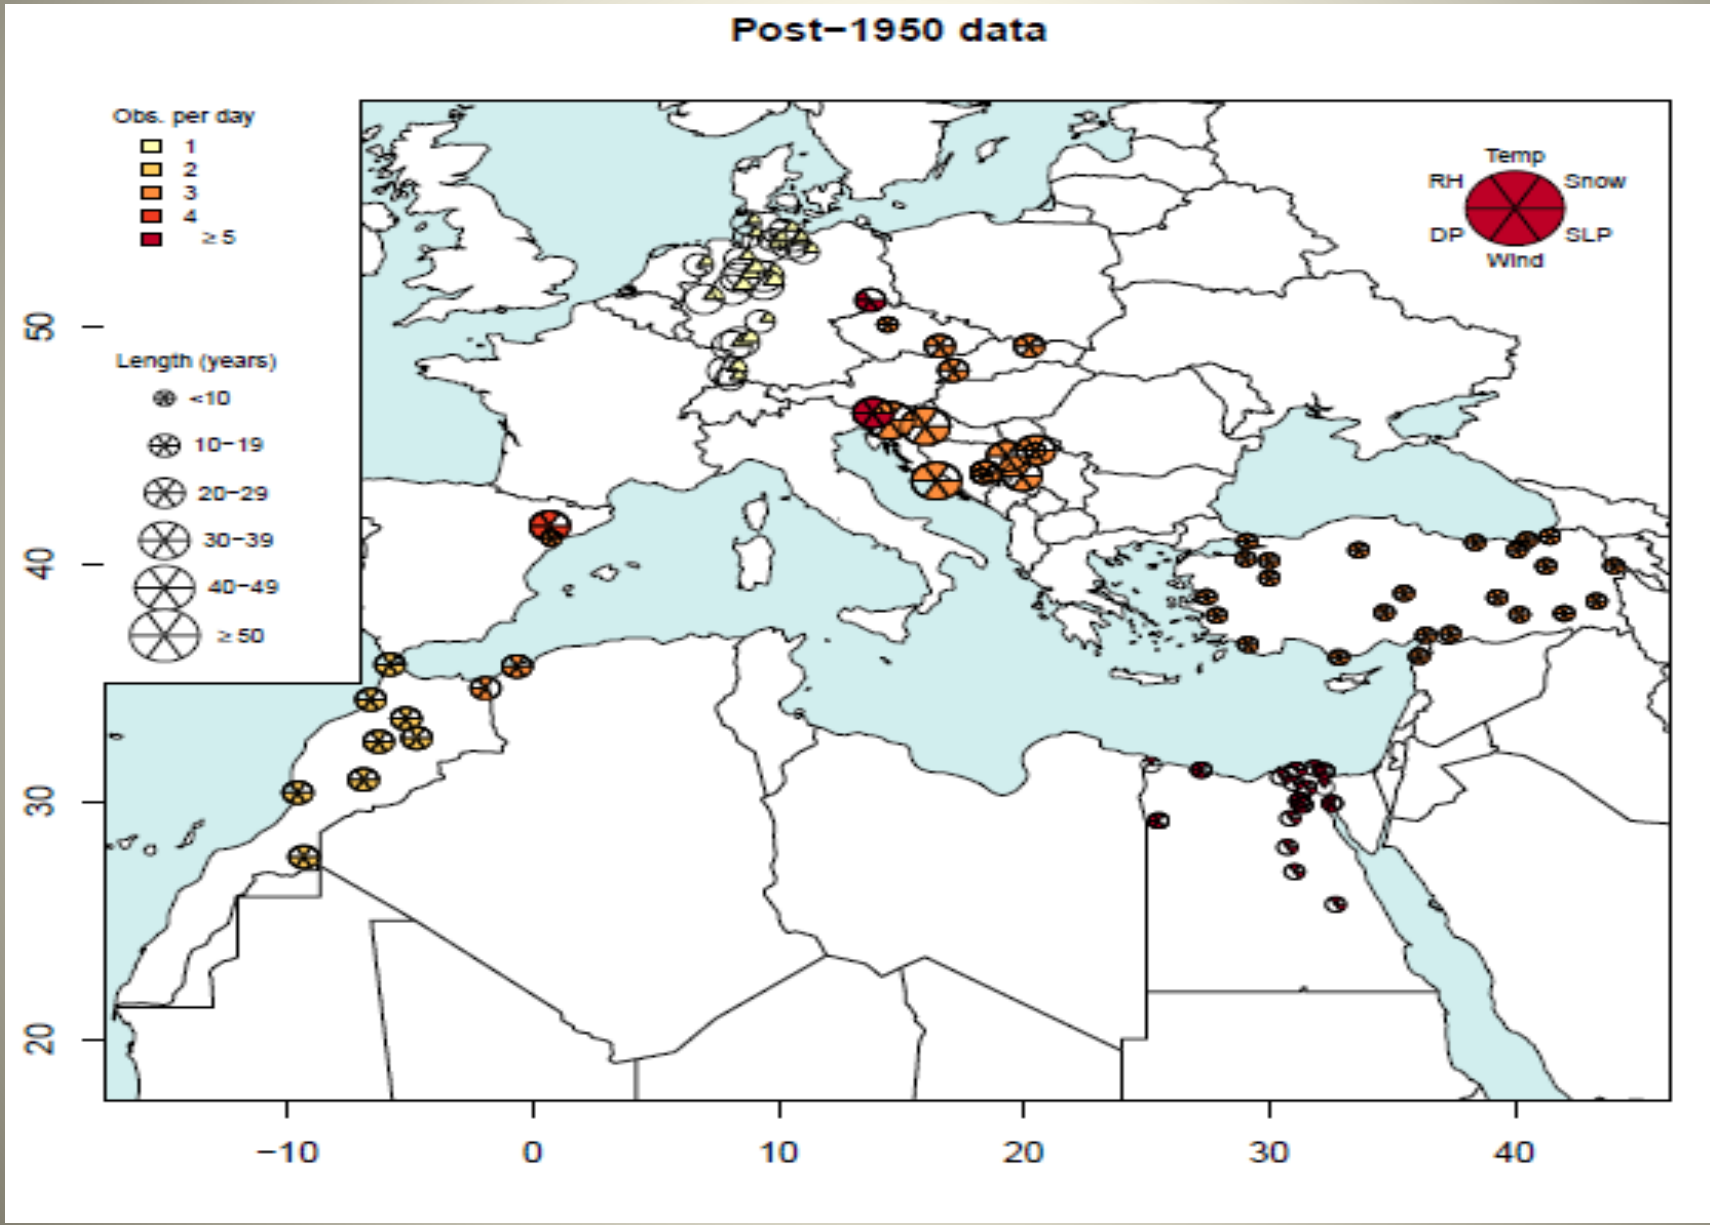 Post−1950 data
Obs. per day
1
2
3
4
≥ 5
Length (years)
<10
10−19
20−29
30−39
40−49
≥ 50
Temp
RH
Snow
DP
SLP
Wind
50
40
30
20
−10
0
10
20
30
40